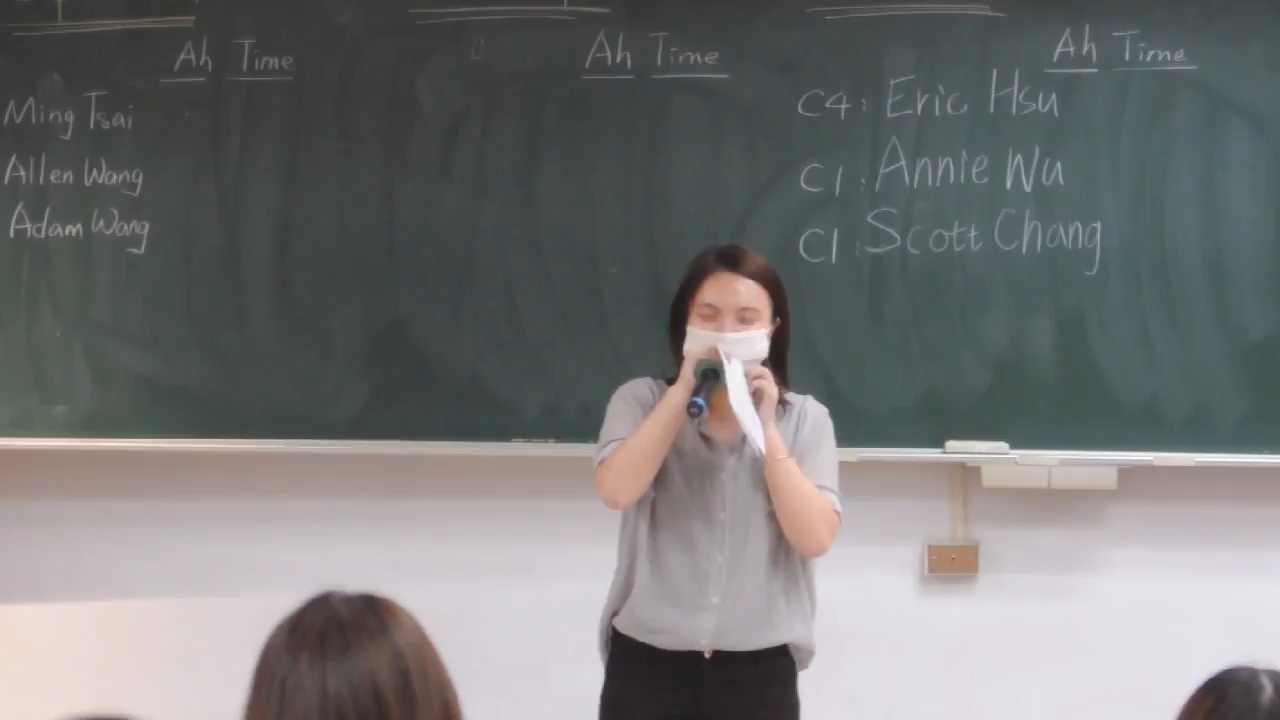 Ah Time
Ming Tsai
Allen Wang
Adam Wang
Ah Time
Ah Time
C4: Eric Hsu
C1: Annie Wu
C1: Scott Chang